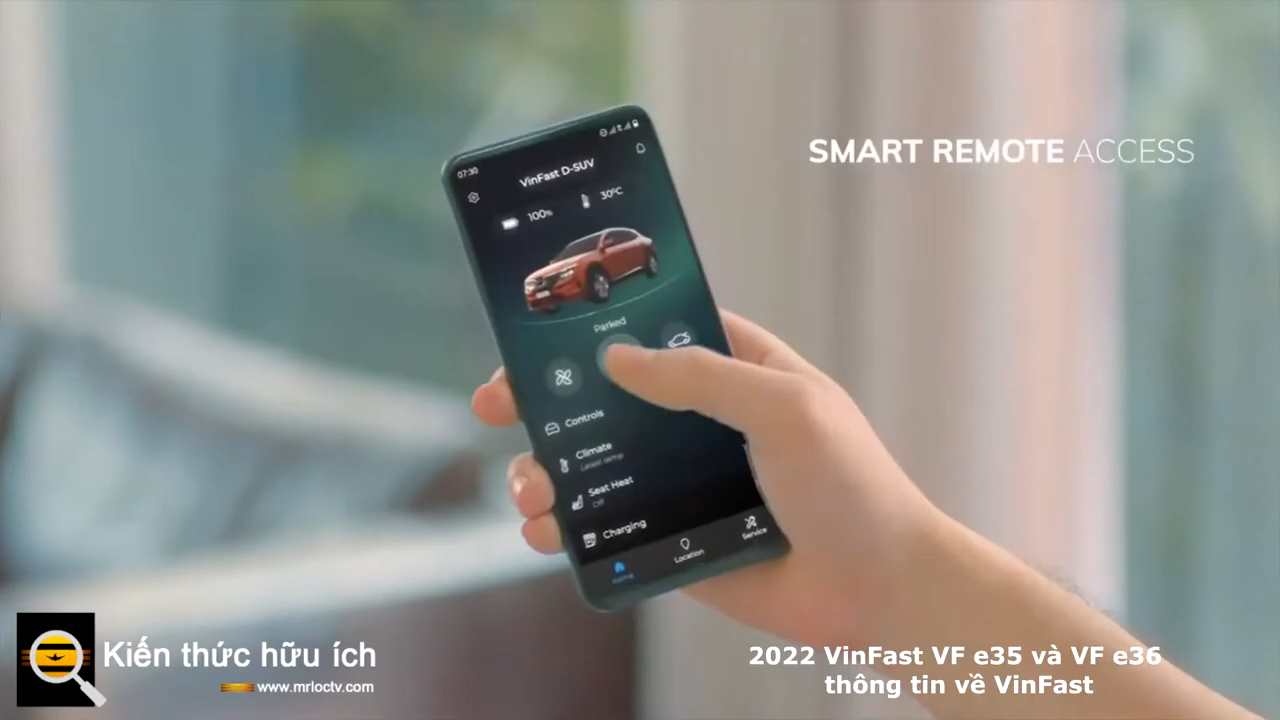 SMART REMOTE ACCESS
07:30
VinFast D-SUV
100%
30°C
Parked
Controls
Climate
Seat Heat
Off
Charging
Location
Service
Kiến thức hữu ích
www.mrloctv.com
2022 VinFast VF e35 và VF e36
thông tin về VinFast